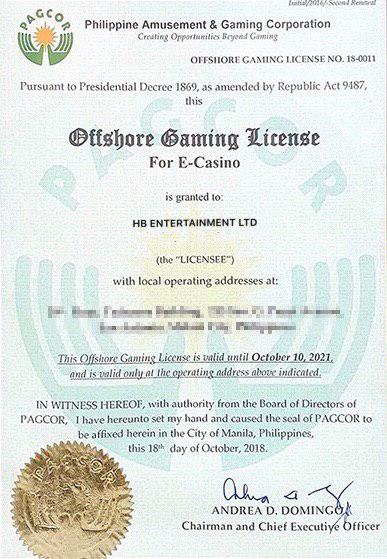 Initial/2016/-Second Renewal
PAGCOR
Philippine Amusement & Gaming Corporation
Creating Opportunities Beyond Gaming
OFFSHORE GAMING LICENSE NO. 18-0011
Pursuant to Presidential Decree 1869, as amended by Republic Act 9487,
this
Offshore Gaming License
For E-Casino
is granted to:
HB ENTERTAINMENT LTD
(the "LICENSEE")
with local operating addresses at:
This Offshore Gaming License is valid until October 10, 2021,
and is valid only at the operating address above indicated.
IN WITNESS HEREOF, with authority from the Board of Directors of
PAGCOR, I have hereunto set my hand and caused the seal of PAGCOR to
be affixed herein in the City of Manila, Philippines,
this 18th day of October, 2018.
PAGCOR
ANDREA D. DOMINGO
Chairman and Chief Executive Officer
PAGCOR